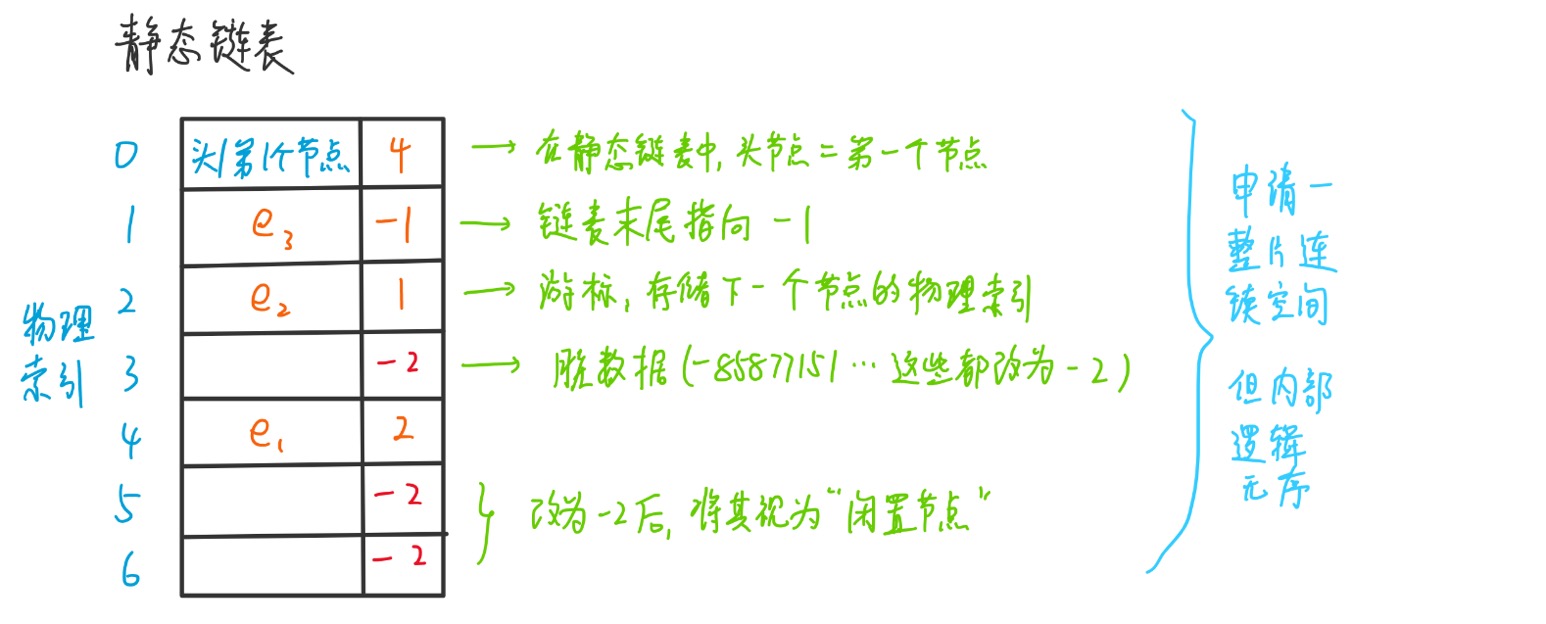 静态链表
0 头/第1个节点 4 → 在静态链表中, 头节点 = 第一个节点
1 e₃ -1 → 链表末尾指向 -1
2 e₂ 1 → 游标, 存储下一个节点的物理索引
3 -2 → 脏数据 (-85877151 … 这些都改为 -2)
4 e₁ 2
5 -2
6 -2
改为-2后, 将其视为“闲置节点”
物理
索引
申请一
整片连
续空间
但内部
逻辑
无序